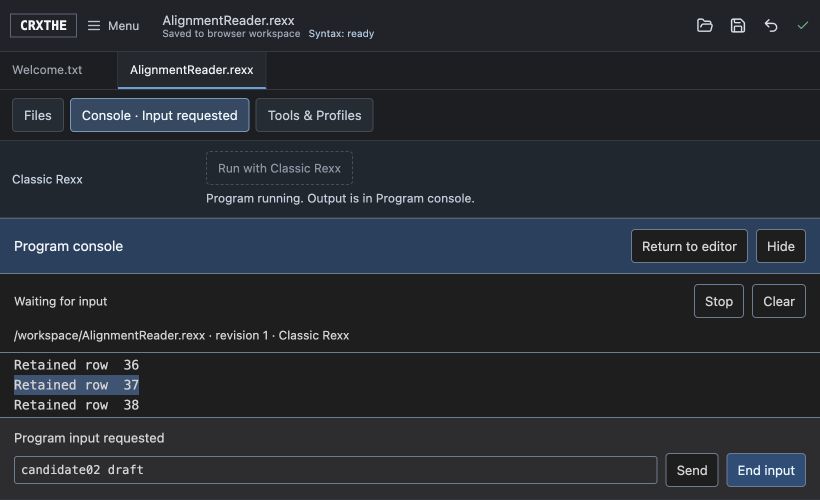 CRXTHE
Menu
AlignmentReader.rexx
Saved to browser workspace Syntax: ready
Welcome.txt
AlignmentReader.rexx
Files
Console · Input requested
Tools & Profiles
Classic Rexx
Run with Classic Rexx
Program running. Output is in Program console.
Program console
Return to editor
Hide
Waiting for input
Stop
Clear
/workspace/AlignmentReader.rexx · revision 1 · Classic Rexx
Retained row  36
Retained row  37
Retained row  38
Program input requested
candidate02 draft
Send
End input